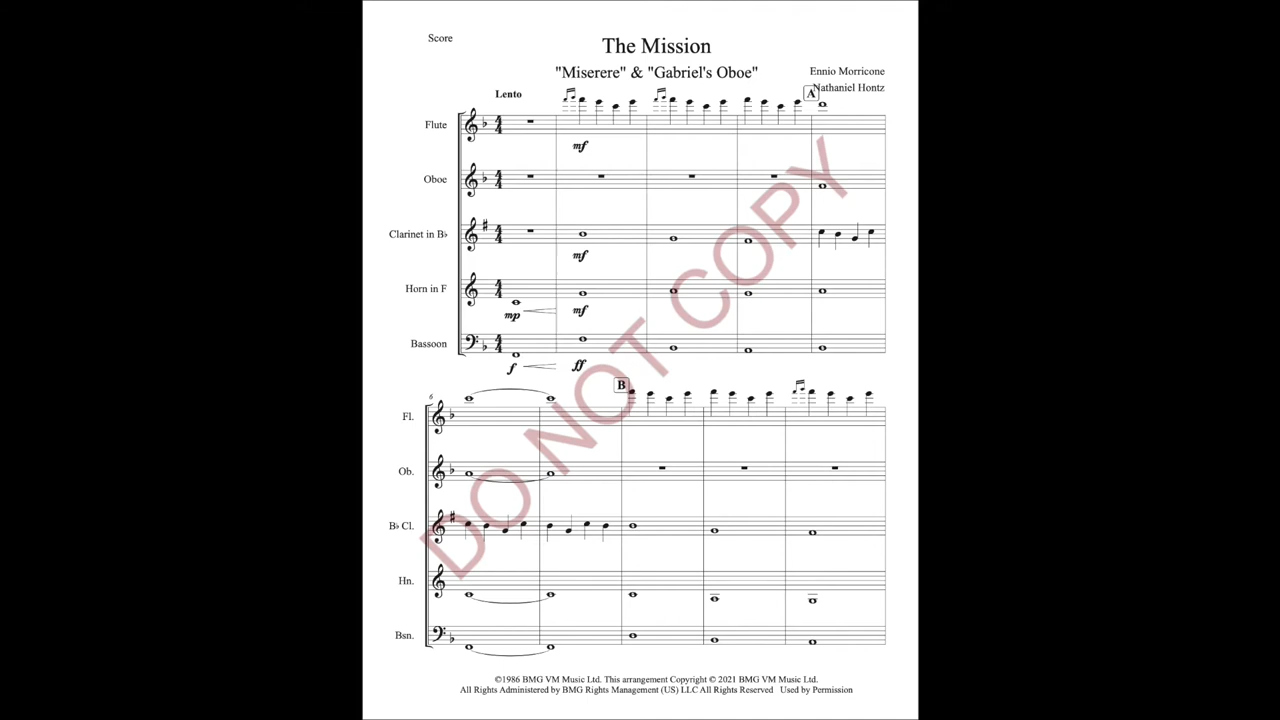 Score
The Mission
"Miserere" & "Gabriel's Oboe"
Ennio Morricone
Nathaniel Hontz
Lento
A
Flute
mf
Oboe
Clarinet in B♭
mf
Horn in F
mp
mf
Bassoon
f
ff
6
B
Fl.
Ob.
B♭ Cl.
Hn.
Bsn.
DO NOT COPY
©1986 BMG VM Music Ltd. This arrangement Copyright © 2021 BMG VM Music Ltd.
All Rights Administered by BMG Rights Management (US) LLC All Rights Reserved Used by Permission